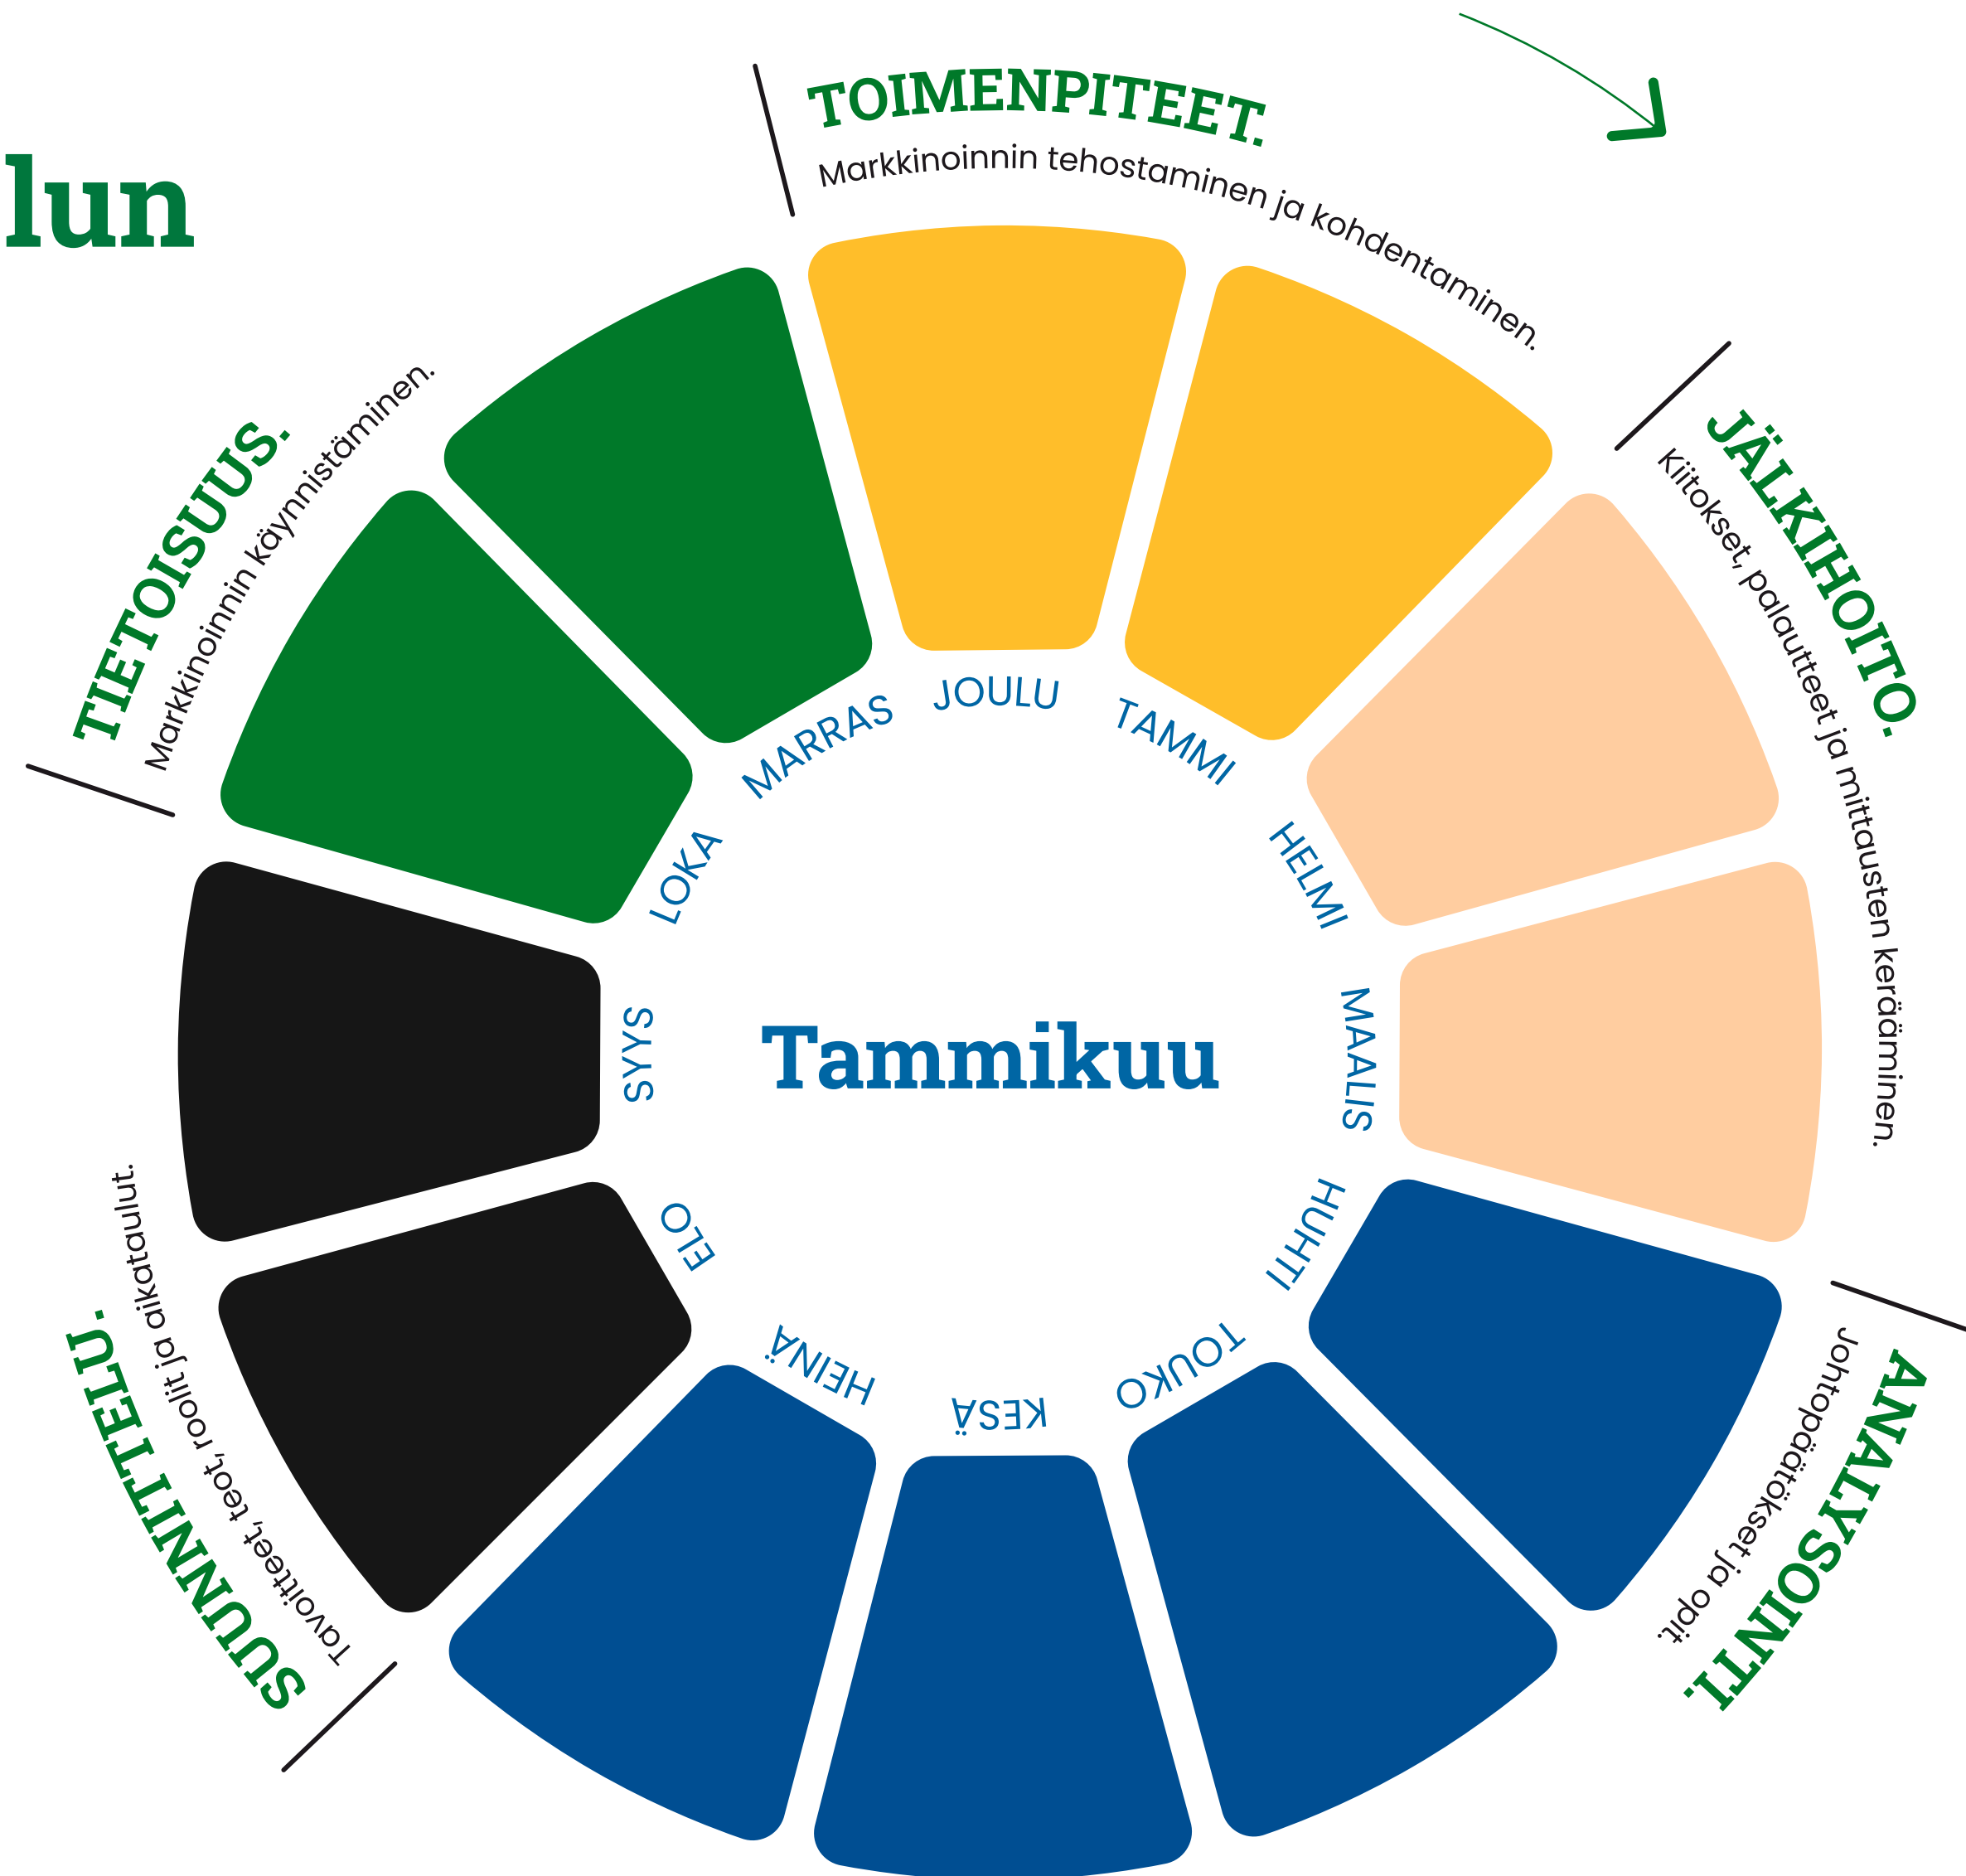 lun
TOIMENPITEET.
Markkinoinnin tehostaminen ja kohdentaminen.
JÄLKIHOITO.
Kiitokset, palautteet ja mittausten kerääminen.
ANALYSOINTI.
Johtopäätökset ja opit.
SUUNNITTELU.
Tavoitteet, teot, roolit ja aikataulut.
TIETOISUUS.
Markkinoinnin käynnistäminen.
JOULU
TAMMI
HELMI
MAALIS
HUHTI
TOUKO
KESÄ
HEINÄ
ELO
SYYS
LOKA
MARRAS
Tammikuu